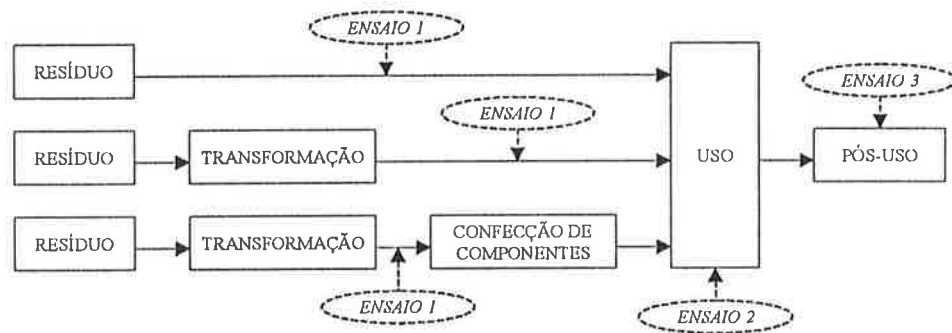 ENSAIO 1
RESÍDUO
ENSAIO 1
ENSAIO 3
RESÍDUO
TRANSFORMAÇÃO
USO
PÓS-USO
RESÍDUO
TRANSFORMAÇÃO
CONFECÇÃO DE
COMPONENTES
ENSAIO 1
ENSAIO 2